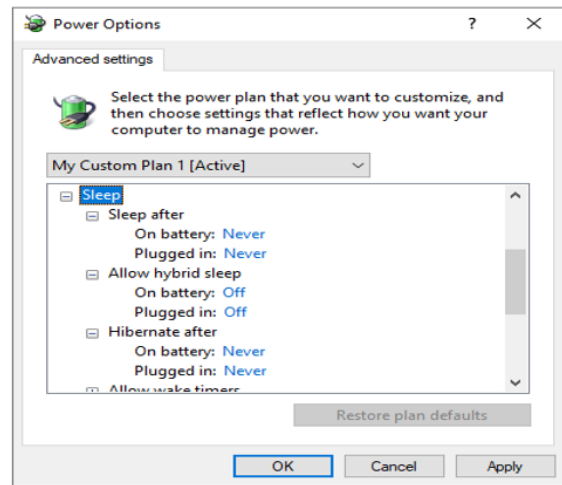 Power Options
Advanced settings
Select the power plan that you want to customize, and
then choose settings that reflect how you want your
computer to manage power.
My Custom Plan 1 [Active]
Sleep
Sleep after
On battery: Never
Plugged in: Never
Allow hybrid sleep
On battery: Off
Plugged in: Off
Hibernate after
On battery: Never
Plugged in: Never
Allow wake timers
Restore plan defaults
OK Cancel Apply